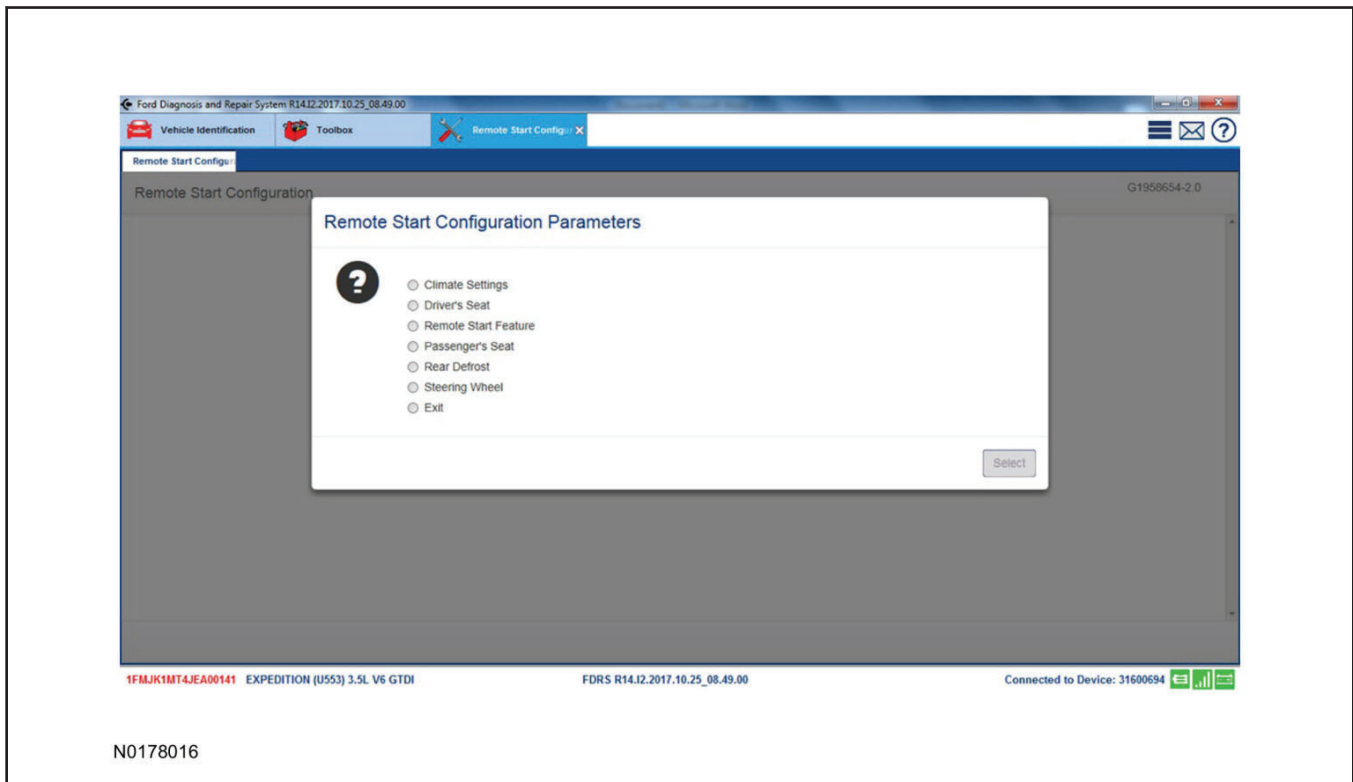 Ford Diagnosis and Repair System R14.I2.2017.10.25_08.49.00
Vehicle Identification
Toolbox
Remote Start Configur
Remote Start Configur
Remote Start Configuration
G1958654-2.0
Remote Start Configuration Parameters
Climate Settings
Driver's Seat
Remote Start Feature
Passenger's Seat
Rear Defrost
Steering Wheel
Exit
Select
1FMJK1MT4JEA00141 EXPEDITION (U553) 3.5L V6 GTDI
FDRS R14.I2.2017.10.25_08.49.00
Connected to Device: 31600694
N0178016